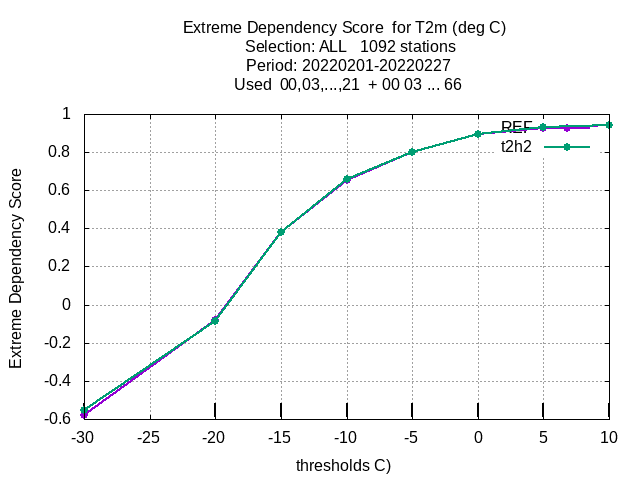 Extreme Dependency Score  for T2m (deg C)
Selection: ALL   1092 stations
Period: 20220201-20220227
Used  00,03,...,21  + 00 03 ... 66
REF
t2h2
1
0.8
0.6
0.4
0.2
0
-0.2
-0.4
-0.6
Extreme Dependency Score
-30 -25 -20 -15 -10 -5 0 5 10
thresholds C)